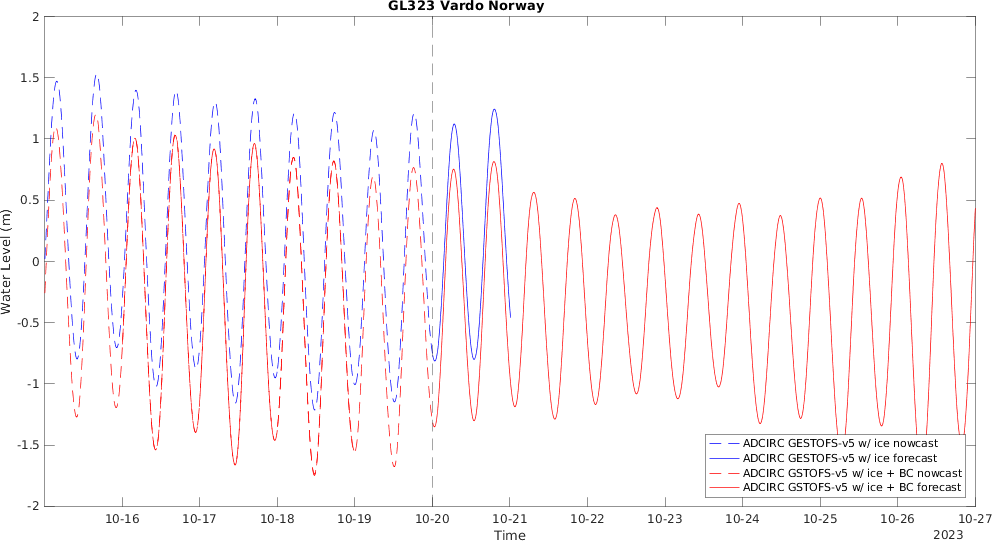 GL323 Vardo Norway
2
1.5
1
0.5
0
-0.5
-1
-1.5
-2
Water Level (m)
ADCIRC GESTOFS-v5 w/ ice nowcast
ADCIRC GESTOFS-v5 w/ ice forecast
ADCIRC GSTOFS-v5 w/ ice + BC nowcast
ADCIRC GSTOFS-v5 w/ ice + BC forecast
10-16 10-17 10-18 10-19 10-20 10-21 10-22 10-23 10-24 10-25 10-26 10-27
Time
2023